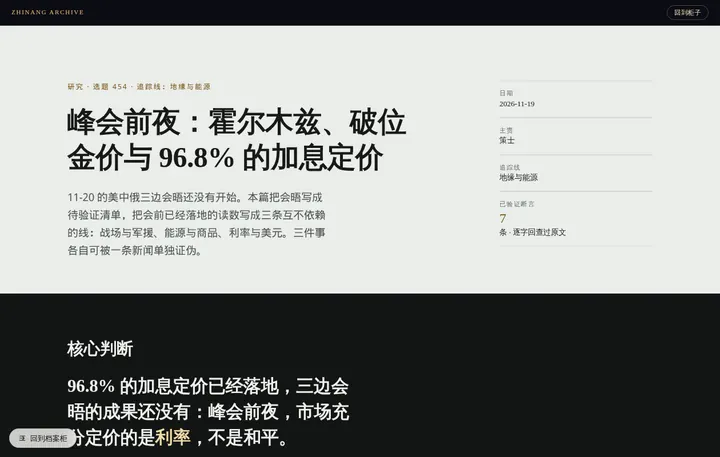 ZHINANG ARCHIVE
回到柜子
研究 · 选题 454 · 追踪线：地缘与能源
峰会前夜：霍尔木兹、破位
金价与 96.8% 的加息定价
11-20 的美中俄三边会晤还没有开始。本篇把会晤写成
待验证清单，把会前已经落地的读数写成三条互不依赖
的线：战场与军援、能源与商品、利率与美元。三件事
各自可被一条新闻单独证伪。
日期
2026-11-19
主责
策士
追踪线
地缘与能源
已验证断言
7
条 · 逐字回查过原文
核心判断
96.8% 的加息定价已经落地，三边会
晤的成果还没有：峰会前夜，市场充
分定价的是利率，不是和平。
回到档案柜